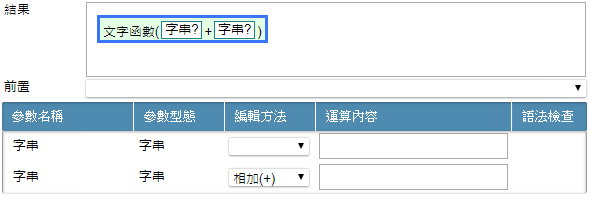 結果
文字函數(字串?+字串?)
前置
參數名稱 參數型態 編輯方法 運算內容 語法檢查
字串 字串
字串 字串 相加(+)